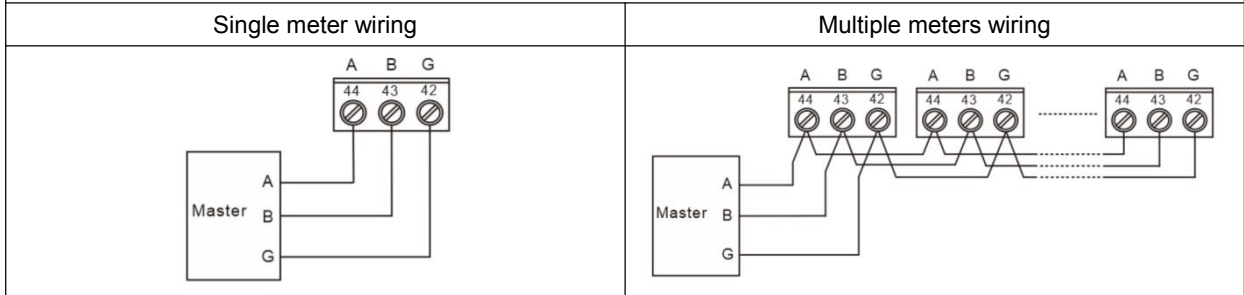 Single meter wiring
Multiple meters wiring
A B G
44 43 42
Master
A
B
G
A B G A B G A B G
44 43 42 44 43 42 44 43 42
Master
A
B
G